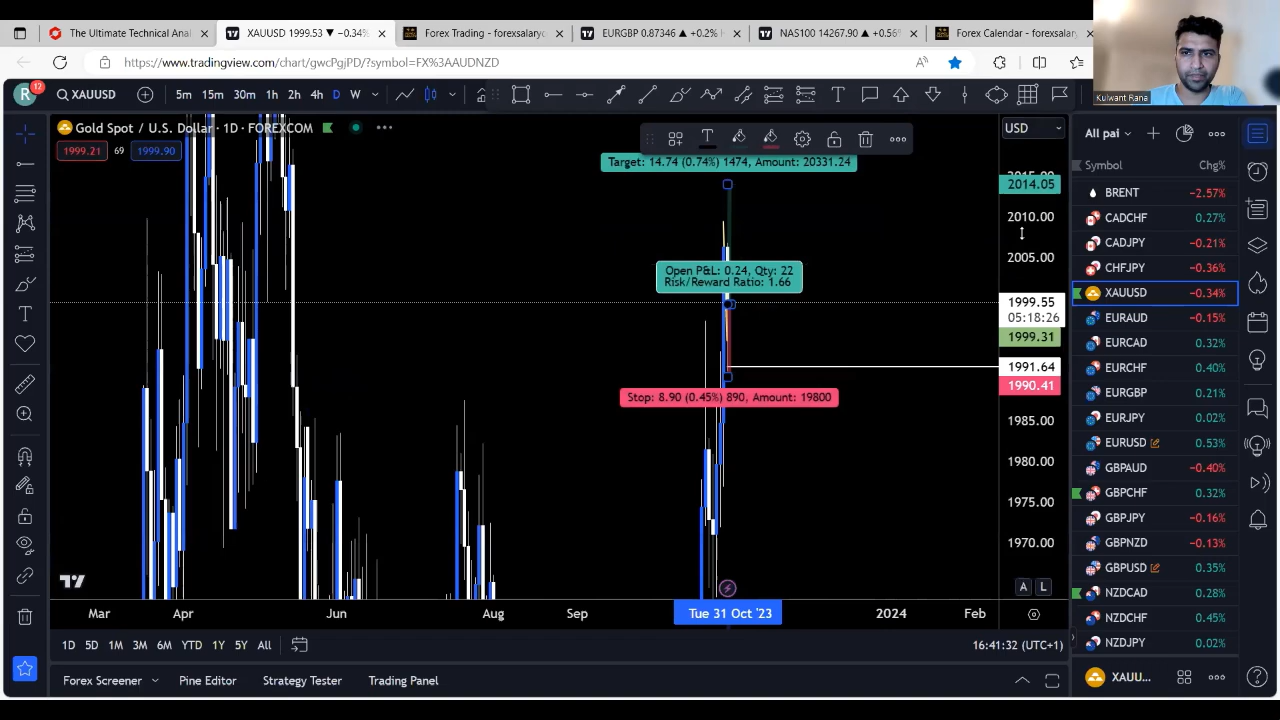 The Ultimate Technical Anal
XAUUSD 1999.53 ▼ −0.34%
Forex Trading - forexsalaryc
EURGBP 0.87346 ▲ +0.2%
NAS100 14267.90 ▲ +0.56%
Forex Calendar - forexsalary
https://www.tradingview.com/chart/gwcPgjPD/?symbol=FX%3AAUDNZD
Kulwant Rana
R 12
XAUUSD
5m 15m 30m 1h 2h 4h D W
All pai
Gold Spot / U.S. Dollar · 1D · FOREXCOM
USD
1999.21 69 1999.90
Symbol Chg%
Target: 14.74 (0.74%) 1474, Amount: 20331.24
2015.00
2014.05
2010.00
2005.00
Open P&L: 0.24, Qty: 22
Risk/Reward Ratio: 1.66
1999.55
05:18:26
1999.31
1991.64
1990.41
Stop: 8.90 (0.45%) 890, Amount: 19800
1985.00
1980.00
1975.00
1970.00
A L
BRENT −2.57%
CADCHF 0.27%
CADJPY −0.21%
CHFJPY −0.36%
XAUUSD −0.34%
EURAUD −0.15%
EURCAD 0.32%
EURCHF 0.40%
EURGBP 0.21%
EURJPY 0.02%
EURUSD 0.53%
GBPAUD −0.40%
GBPCHF 0.32%
GBPJPY −0.16%
GBPNZD −0.13%
GBPUSD 0.35%
NZDCAD 0.28%
NZDCHF 0.45%
NZDJPY 0.02%
Mar Apr Jun Aug Sep Tue 31 Oct '23 2024 Feb
1D 5D 1M 3M 6M YTD 1Y 5Y All
16:41:32 (UTC+1)
Forex Screener Pine Editor Strategy Tester Trading Panel
XAUU...